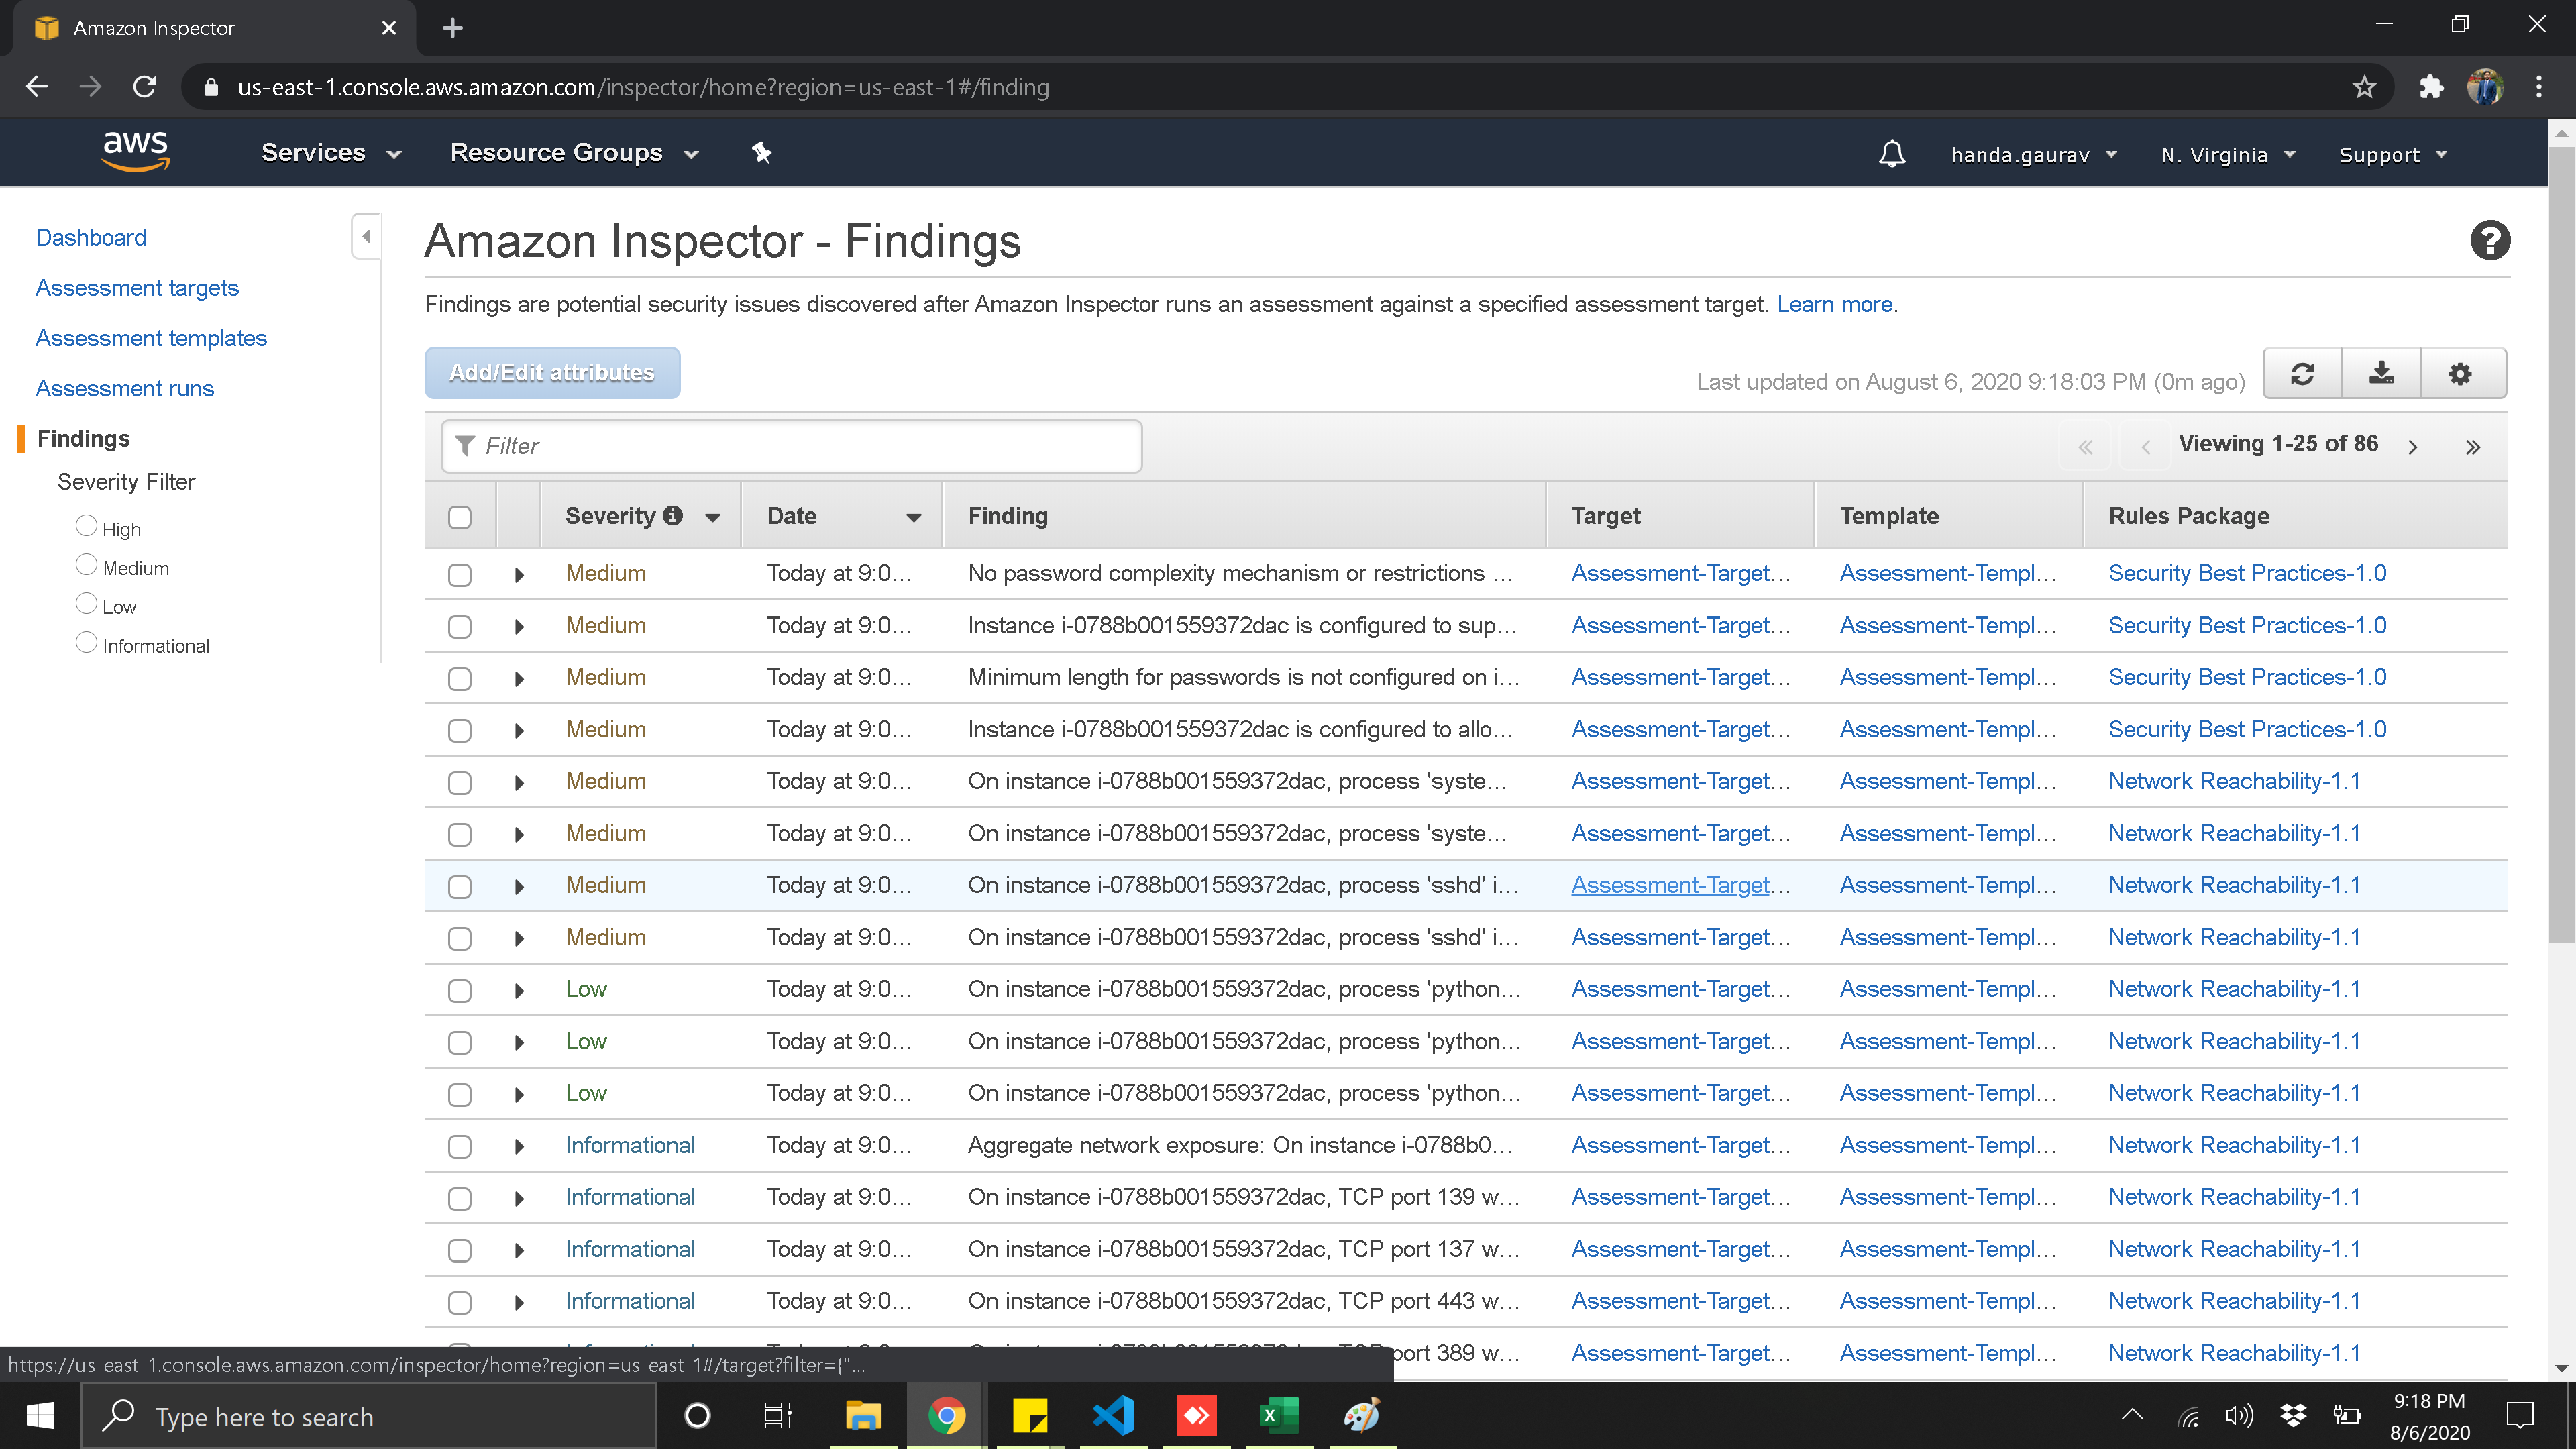 Amazon Inspector
us-east-1.console.aws.amazon.com/inspector/home?region=us-east-1#/finding
aws Services Resource Groups handa.gaurav N. Virginia Support
Dashboard
Assessment targets
Assessment templates
Assessment runs
Findings
Severity Filter
High
Medium
Low
Informational
Amazon Inspector - Findings
Findings are potential security issues discovered after Amazon Inspector runs an assessment against a specified assessment target. Learn more.
Add/Edit attributes
Last updated on August 6, 2020 9:18:03 PM (0m ago)
Filter
Viewing 1-25 of 86
Severity Date Finding Target Template Rules Package
Medium Today at 9:0... No password complexity mechanism or restrictions ... Assessment-Target... Assessment-Templ... Security Best Practices-1.0
Medium Today at 9:0... Instance i-0788b001559372dac is configured to sup... Assessment-Target... Assessment-Templ... Security Best Practices-1.0
Medium Today at 9:0... Minimum length for passwords is not configured on i... Assessment-Target... Assessment-Templ... Security Best Practices-1.0
Medium Today at 9:0... Instance i-0788b001559372dac is configured to allo... Assessment-Target... Assessment-Templ... Security Best Practices-1.0
Medium Today at 9:0... On instance i-0788b001559372dac, process 'syste... Assessment-Target... Assessment-Templ... Network Reachability-1.1
Medium Today at 9:0... On instance i-0788b001559372dac, process 'syste... Assessment-Target... Assessment-Templ... Network Reachability-1.1
Medium Today at 9:0... On instance i-0788b001559372dac, process 'sshd' i... Assessment-Target... Assessment-Templ... Network Reachability-1.1
Medium Today at 9:0... On instance i-0788b001559372dac, process 'sshd' i... Assessment-Target... Assessment-Templ... Network Reachability-1.1
Low Today at 9:0... On instance i-0788b001559372dac, process 'python... Assessment-Target... Assessment-Templ... Network Reachability-1.1
Low Today at 9:0... On instance i-0788b001559372dac, process 'python... Assessment-Target... Assessment-Templ... Network Reachability-1.1
Low Today at 9:0... On instance i-0788b001559372dac, process 'python... Assessment-Target... Assessment-Templ... Network Reachability-1.1
Informational Today at 9:0... Aggregate network exposure: On instance i-0788b0... Assessment-Target... Assessment-Templ... Network Reachability-1.1
Informational Today at 9:0... On instance i-0788b001559372dac, TCP port 139 w... Assessment-Target... Assessment-Templ... Network Reachability-1.1
Informational Today at 9:0... On instance i-0788b001559372dac, TCP port 137 w... Assessment-Target... Assessment-Templ... Network Reachability-1.1
Informational Today at 9:0... On instance i-0788b001559372dac, TCP port 443 w... Assessment-Target... Assessment-Templ... Network Reachability-1.1
port 389 w... Assessment-Target... Assessment-Templ... Network Reachability-1.1
https://us-east-1.console.aws.amazon.com/inspector/home?region=us-east-1#/target?filter={"...
Type here to search
9:18 PM
8/6/2020